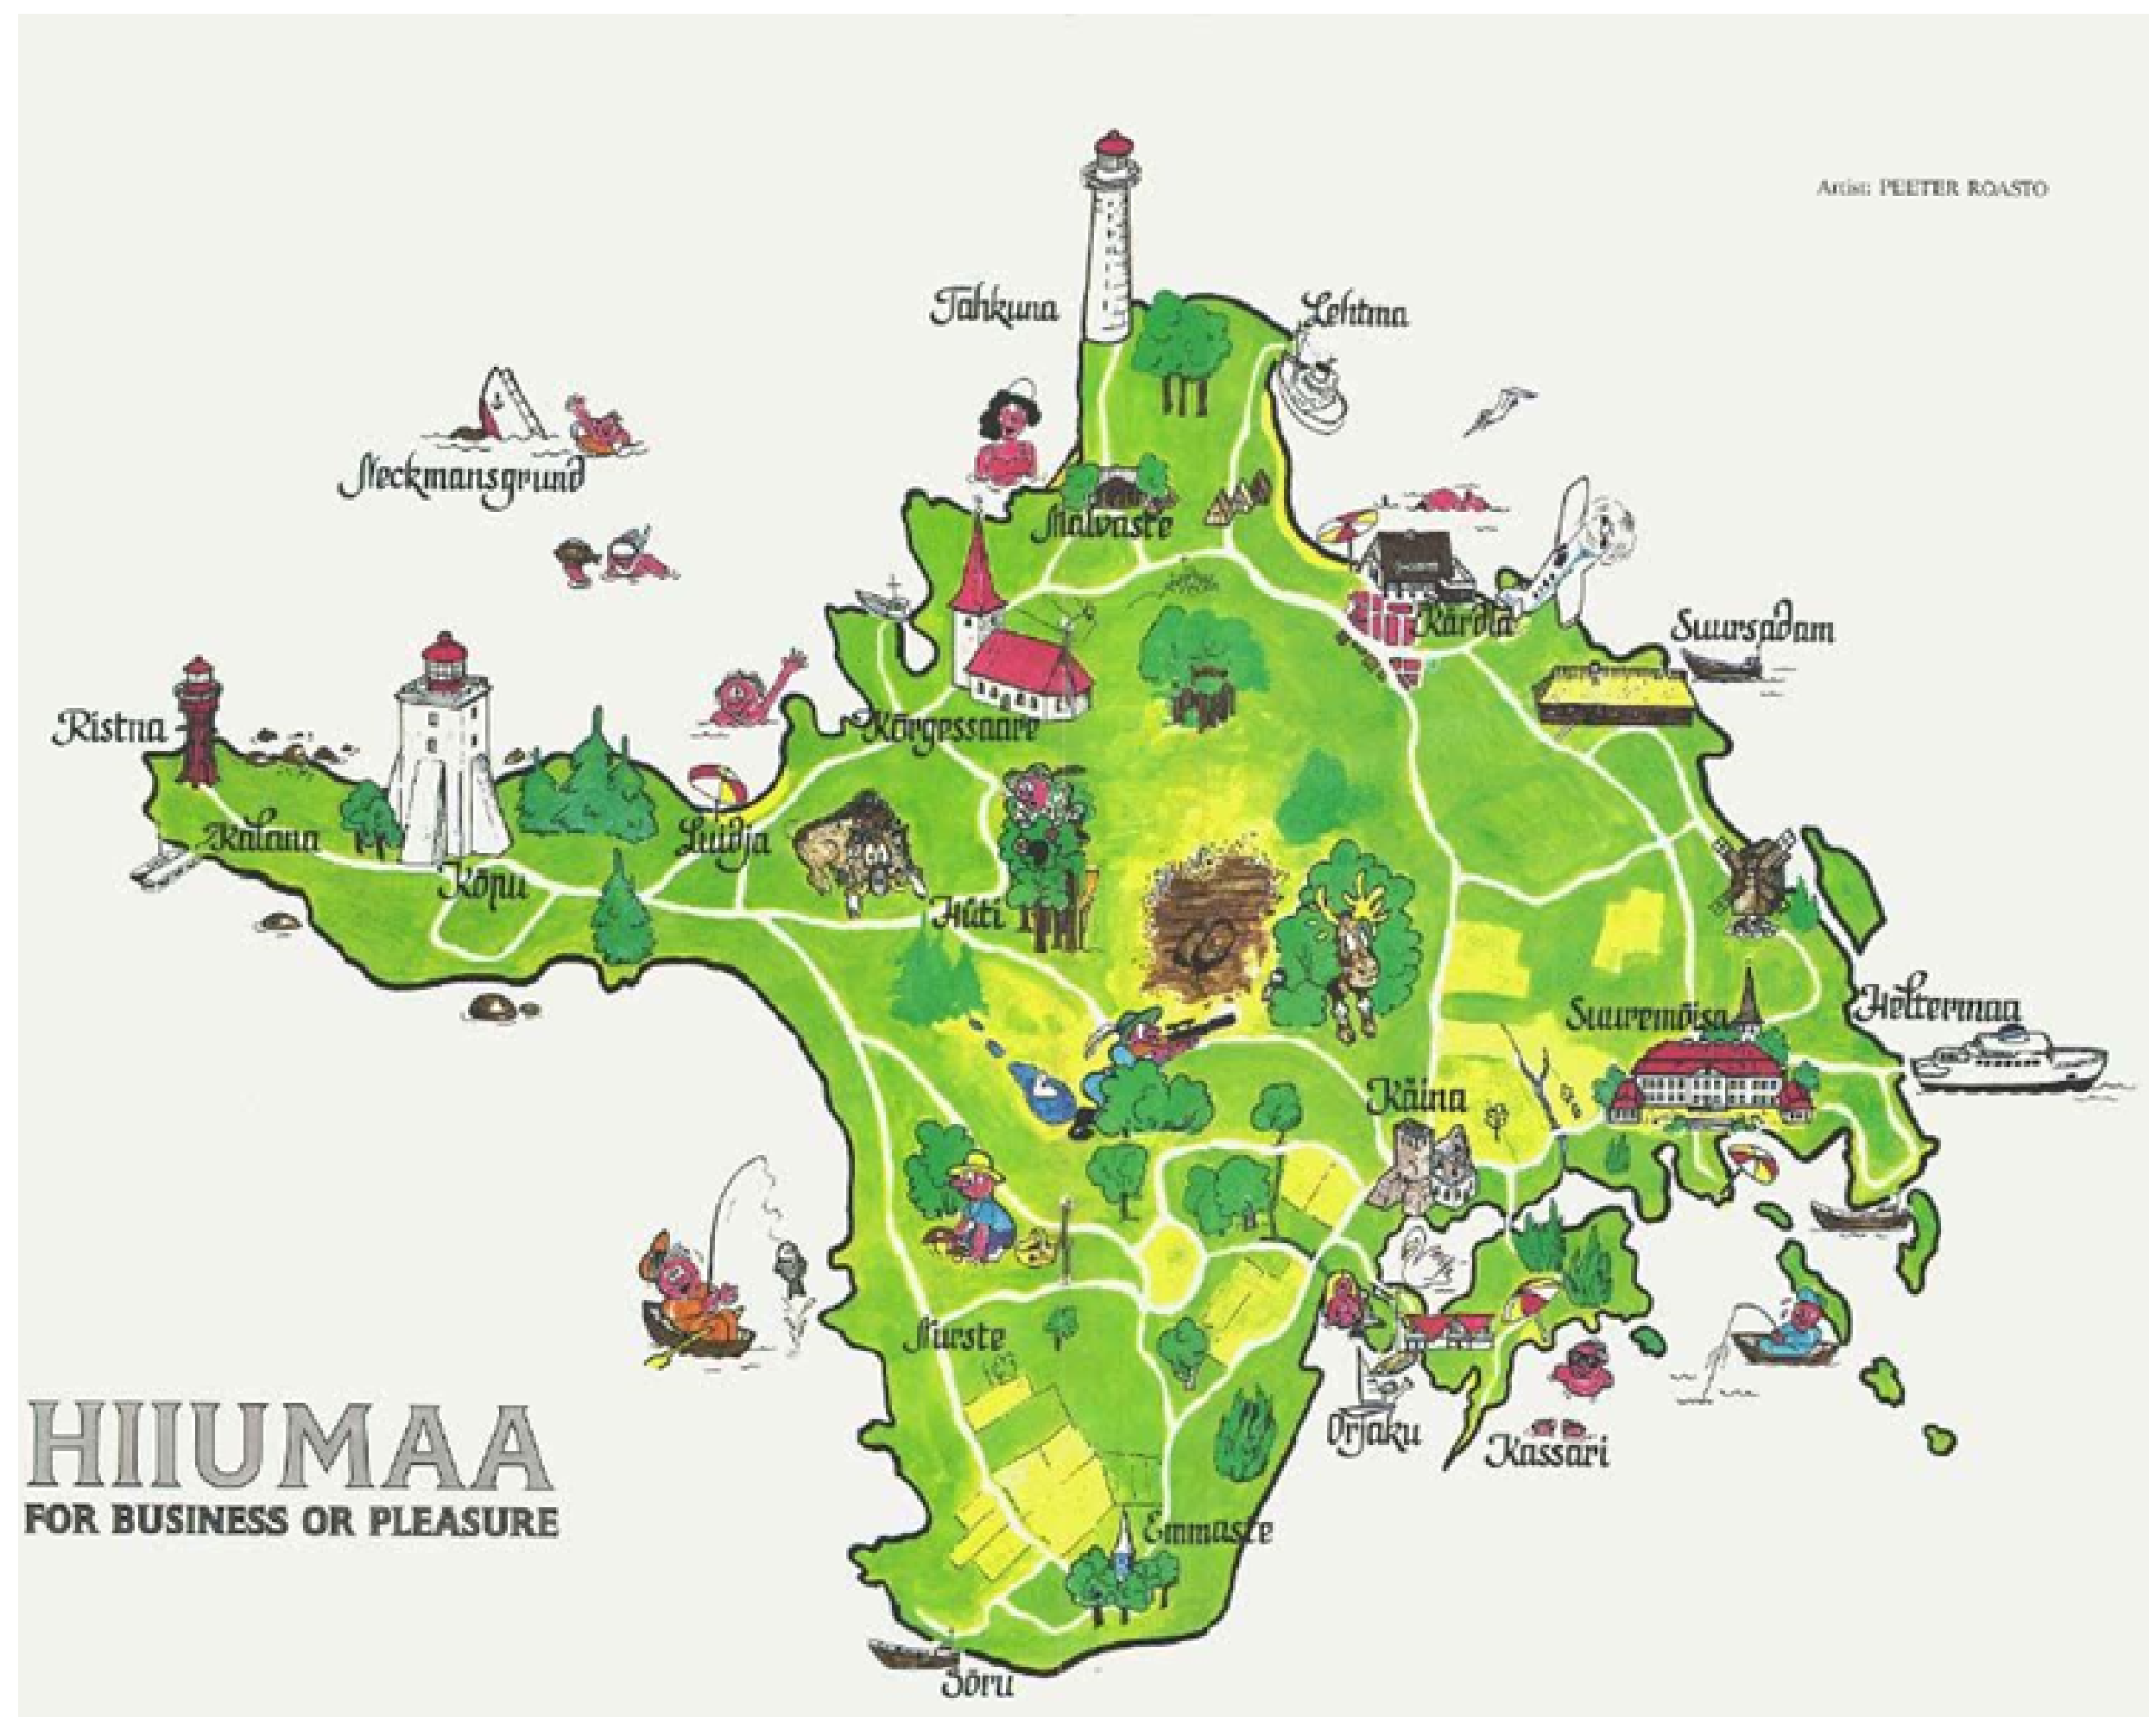 Artist: PEETER ROASTO
Tahkuna
Lehtma
Neckmansgrund
Malvaste
Kärdla
Suursadam
Ristna
Kõrgessaare
Kalana
Luidja
Kõpu
Hüti
Suuremõisa
Heltermaa
Käina
Nurste
Orjaku
Kassari
HIIUMAA
FOR BUSINESS OR PLEASURE
Emmaste
Sõru